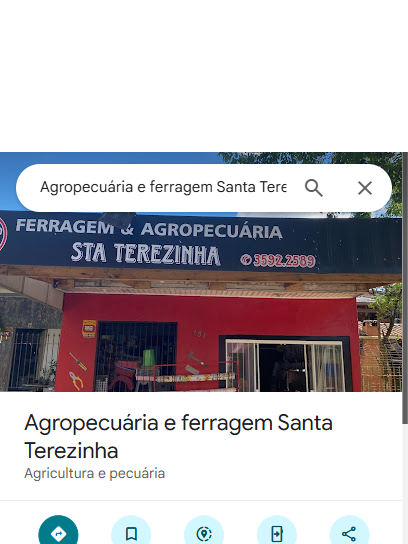 Agropecuária e ferragem Santa Tere
FERRAGEM & AGROPECUÁRIA
STA TEREZINHA
3592.2589
Agropecuária e ferragem Santa
Terezinha
Agricultura e pecuária